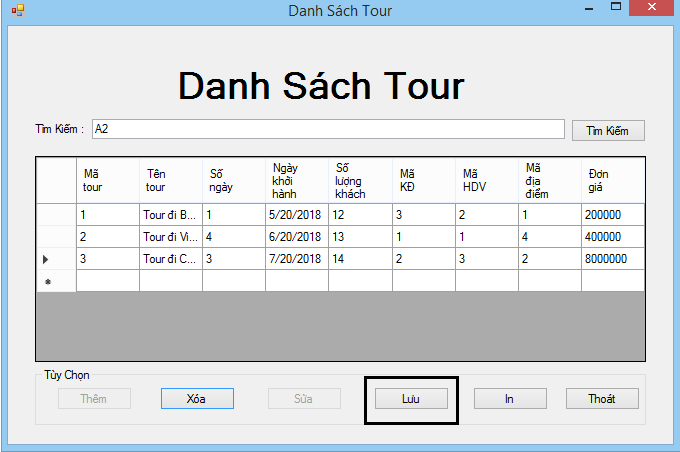 Danh Sách Tour
Danh Sách Tour
Tìm Kiếm : A2 Tìm Kiếm
Mã tour Tên tour Số ngày Ngày khởi hành Số lượng khách Mã KĐ Mã HDV Mã địa điểm Đơn giá
1 Tour đi B... 1 5/20/2018 12 3 2 1 200000
2 Tour đi Vi... 4 6/20/2018 13 1 1 4 400000
3 Tour đi C... 3 7/20/2018 14 2 3 2 8000000
Tùy Chọn
Thêm Xóa Sửa Lưu In Thoát